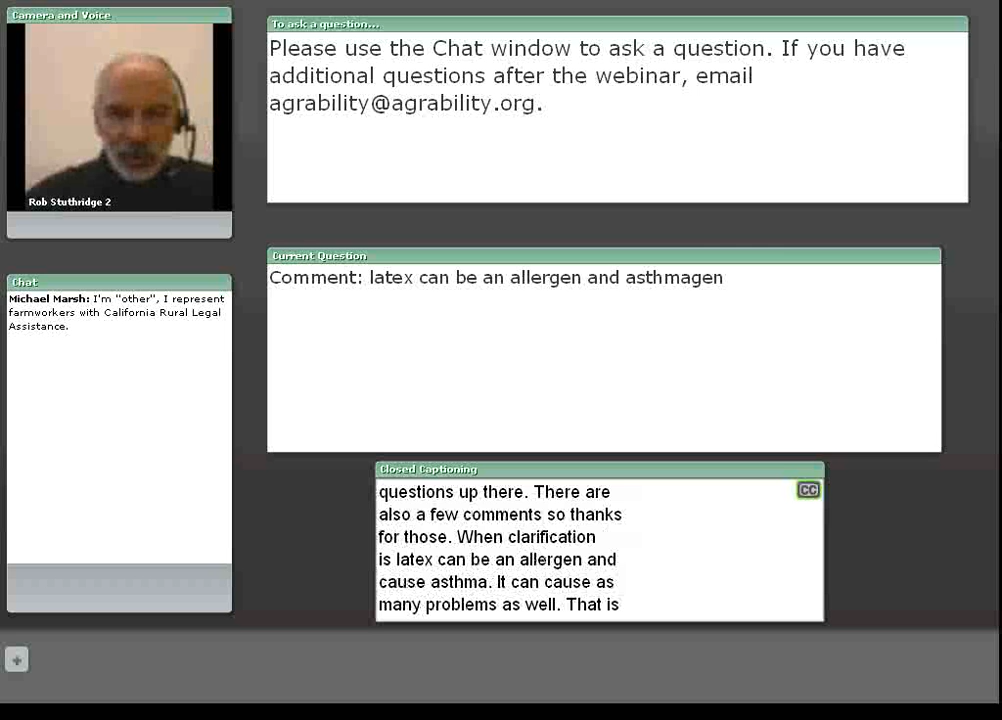 Camera and Voice
Rob Stuthridge 2
To ask a question...
Please use the Chat window to ask a question. If you have
additional questions after the webinar, email
agrability@agrability.org.
Chat
Michael Marsh: I'm "other", I represent
farmworkers with California Rural Legal
Assistance.
Current Question
Comment: latex can be an allergen and asthmagen
Closed Captioning
CC
questions up there. There are
also a few comments so thanks
for those. When clarification
is latex can be an allergen and
cause asthma. It can cause as
many problems as well. That is